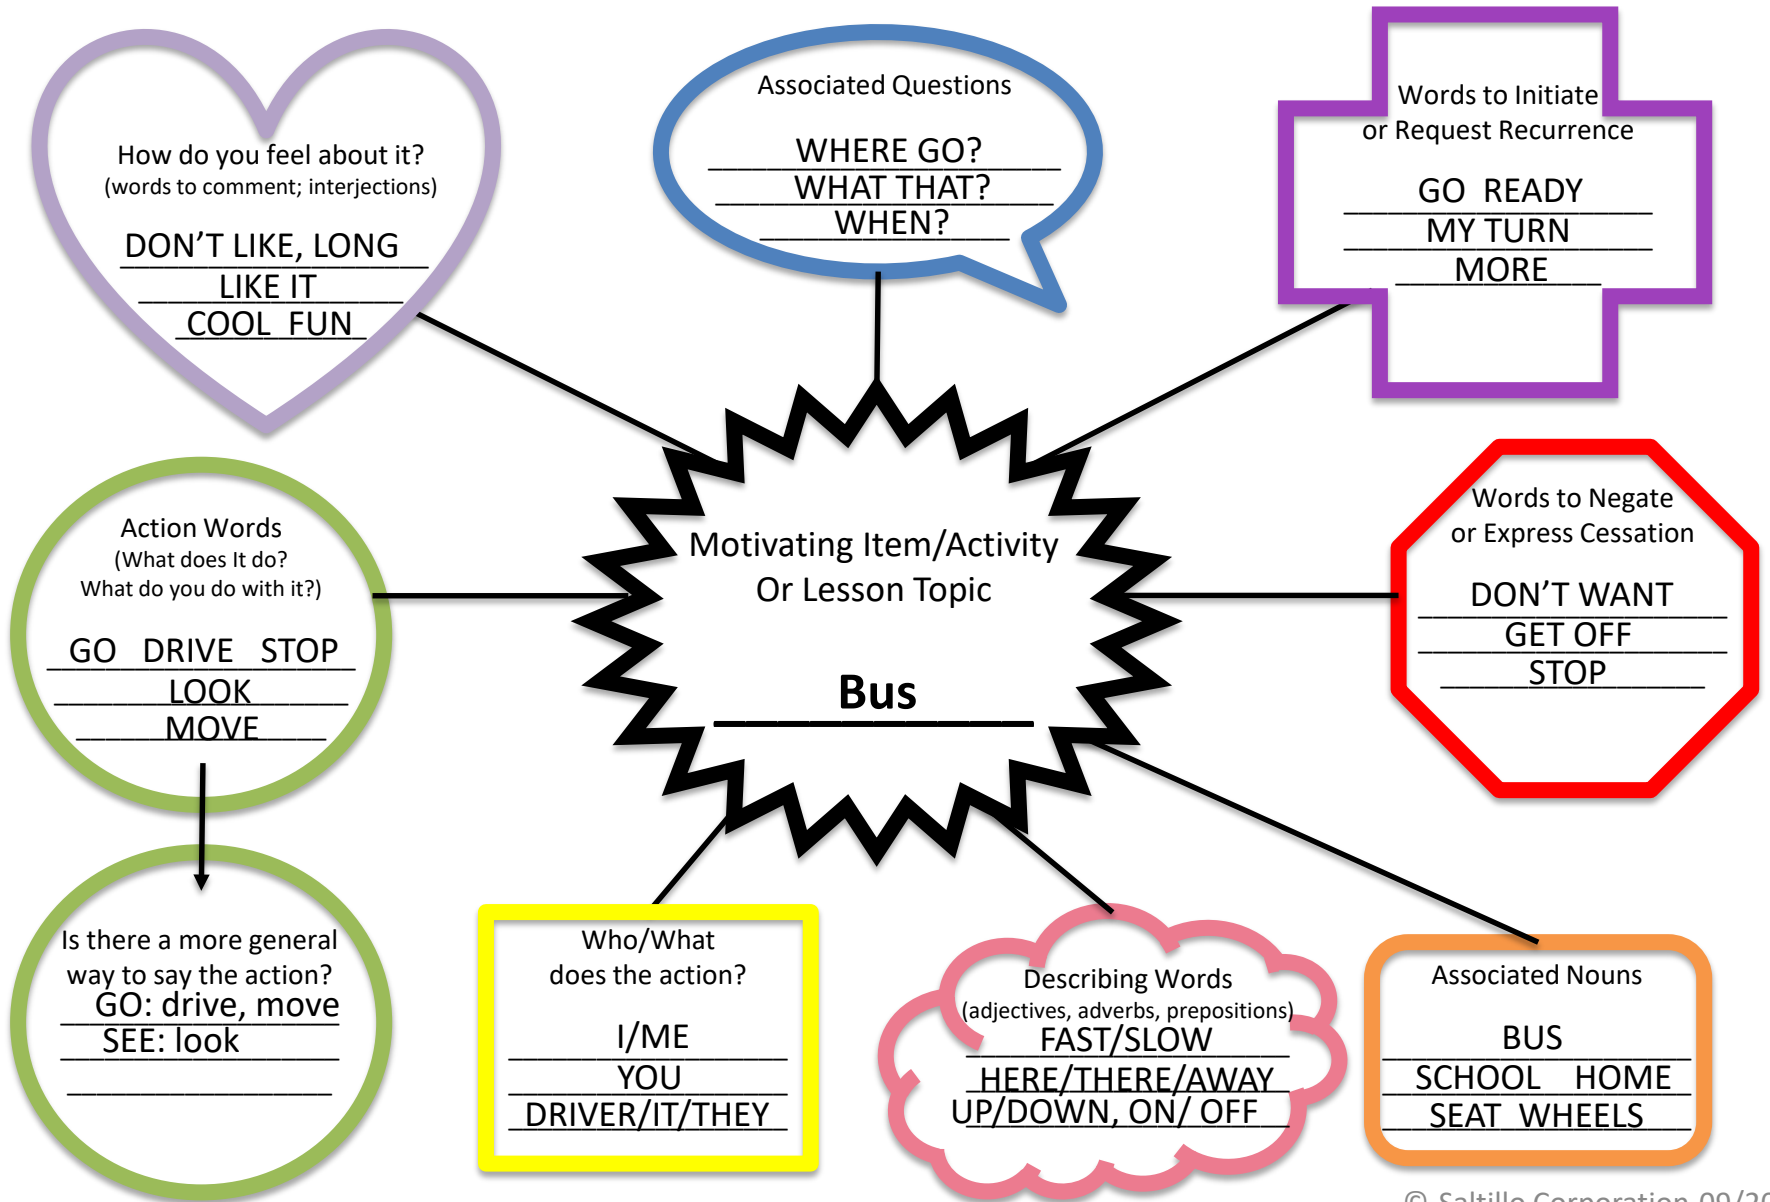 How do you feel about it?
(words to comment; interjections)
DON'T LIKE, LONG
LIKE IT
COOL FUN
Associated Questions
WHERE GO?
WHAT THAT?
WHEN?
Words to Initiate
or Request Recurrence
GO READY
MY TURN
MORE
Action Words
(What does It do?
What do you do with it?)
GO DRIVE STOP
LOOK
MOVE
Motivating Item/Activity
Or Lesson Topic
Bus
Words to Negate
or Express Cessation
DON'T WANT
GET OFF
STOP
Is there a more general
way to say the action?
GO: drive, move
SEE: look
Who/What
does the action?
I/ME
YOU
DRIVER/IT/THEY
Describing Words
(adjectives, adverbs, prepositions)
FAST/SLOW
HERE/THERE/AWAY
UP/DOWN, ON/ OFF
Associated Nouns
BUS
SCHOOL HOME
SEAT WHEELS
© Saltillo Corporation